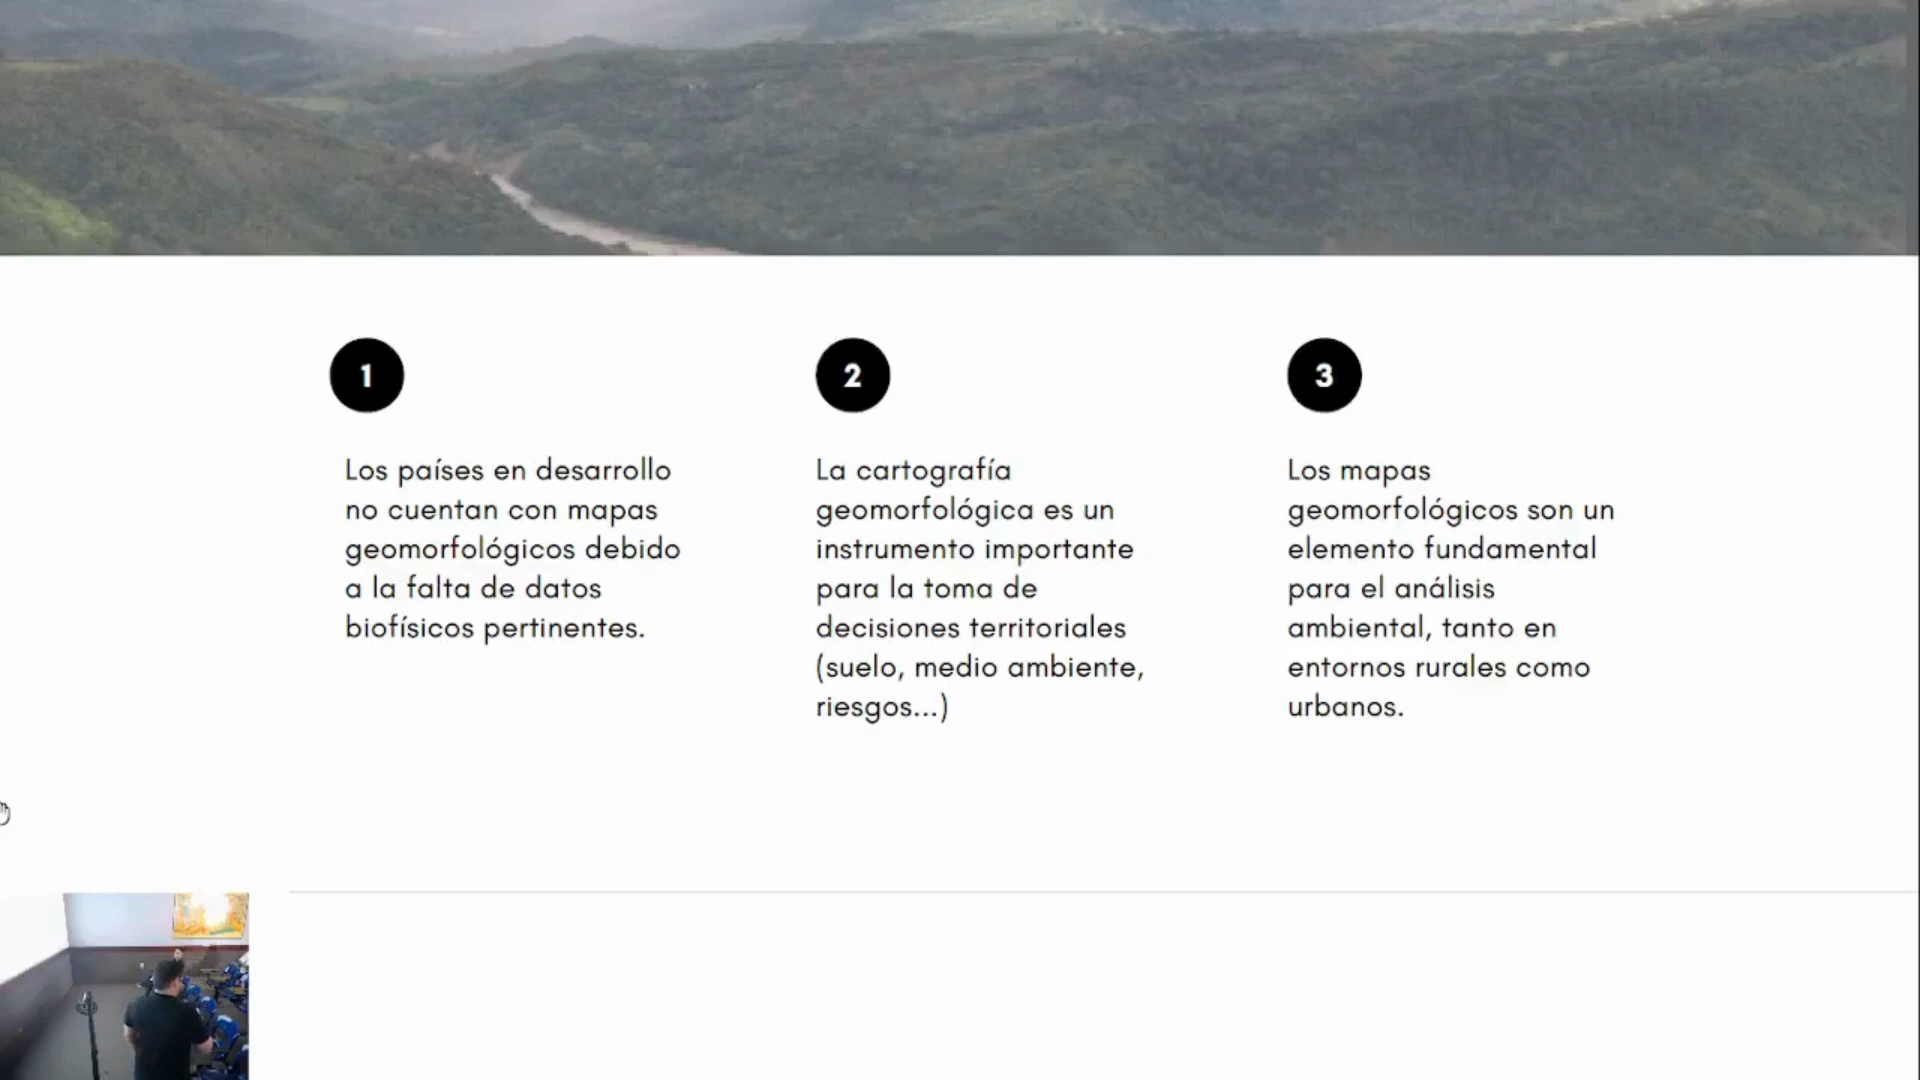 1
Los países en desarrollo
no cuentan con mapas
geomorfológicos debido
a la falta de datos
biofísicos pertinentes.
2
La cartografía
geomorfológica es un
instrumento importante
para la toma de
decisiones territoriales
(suelo, medio ambiente,
riesgos...)
3
Los mapas
geomorfológicos son un
elemento fundamental
para el análisis
ambiental, tanto en
entornos rurales como
urbanos.